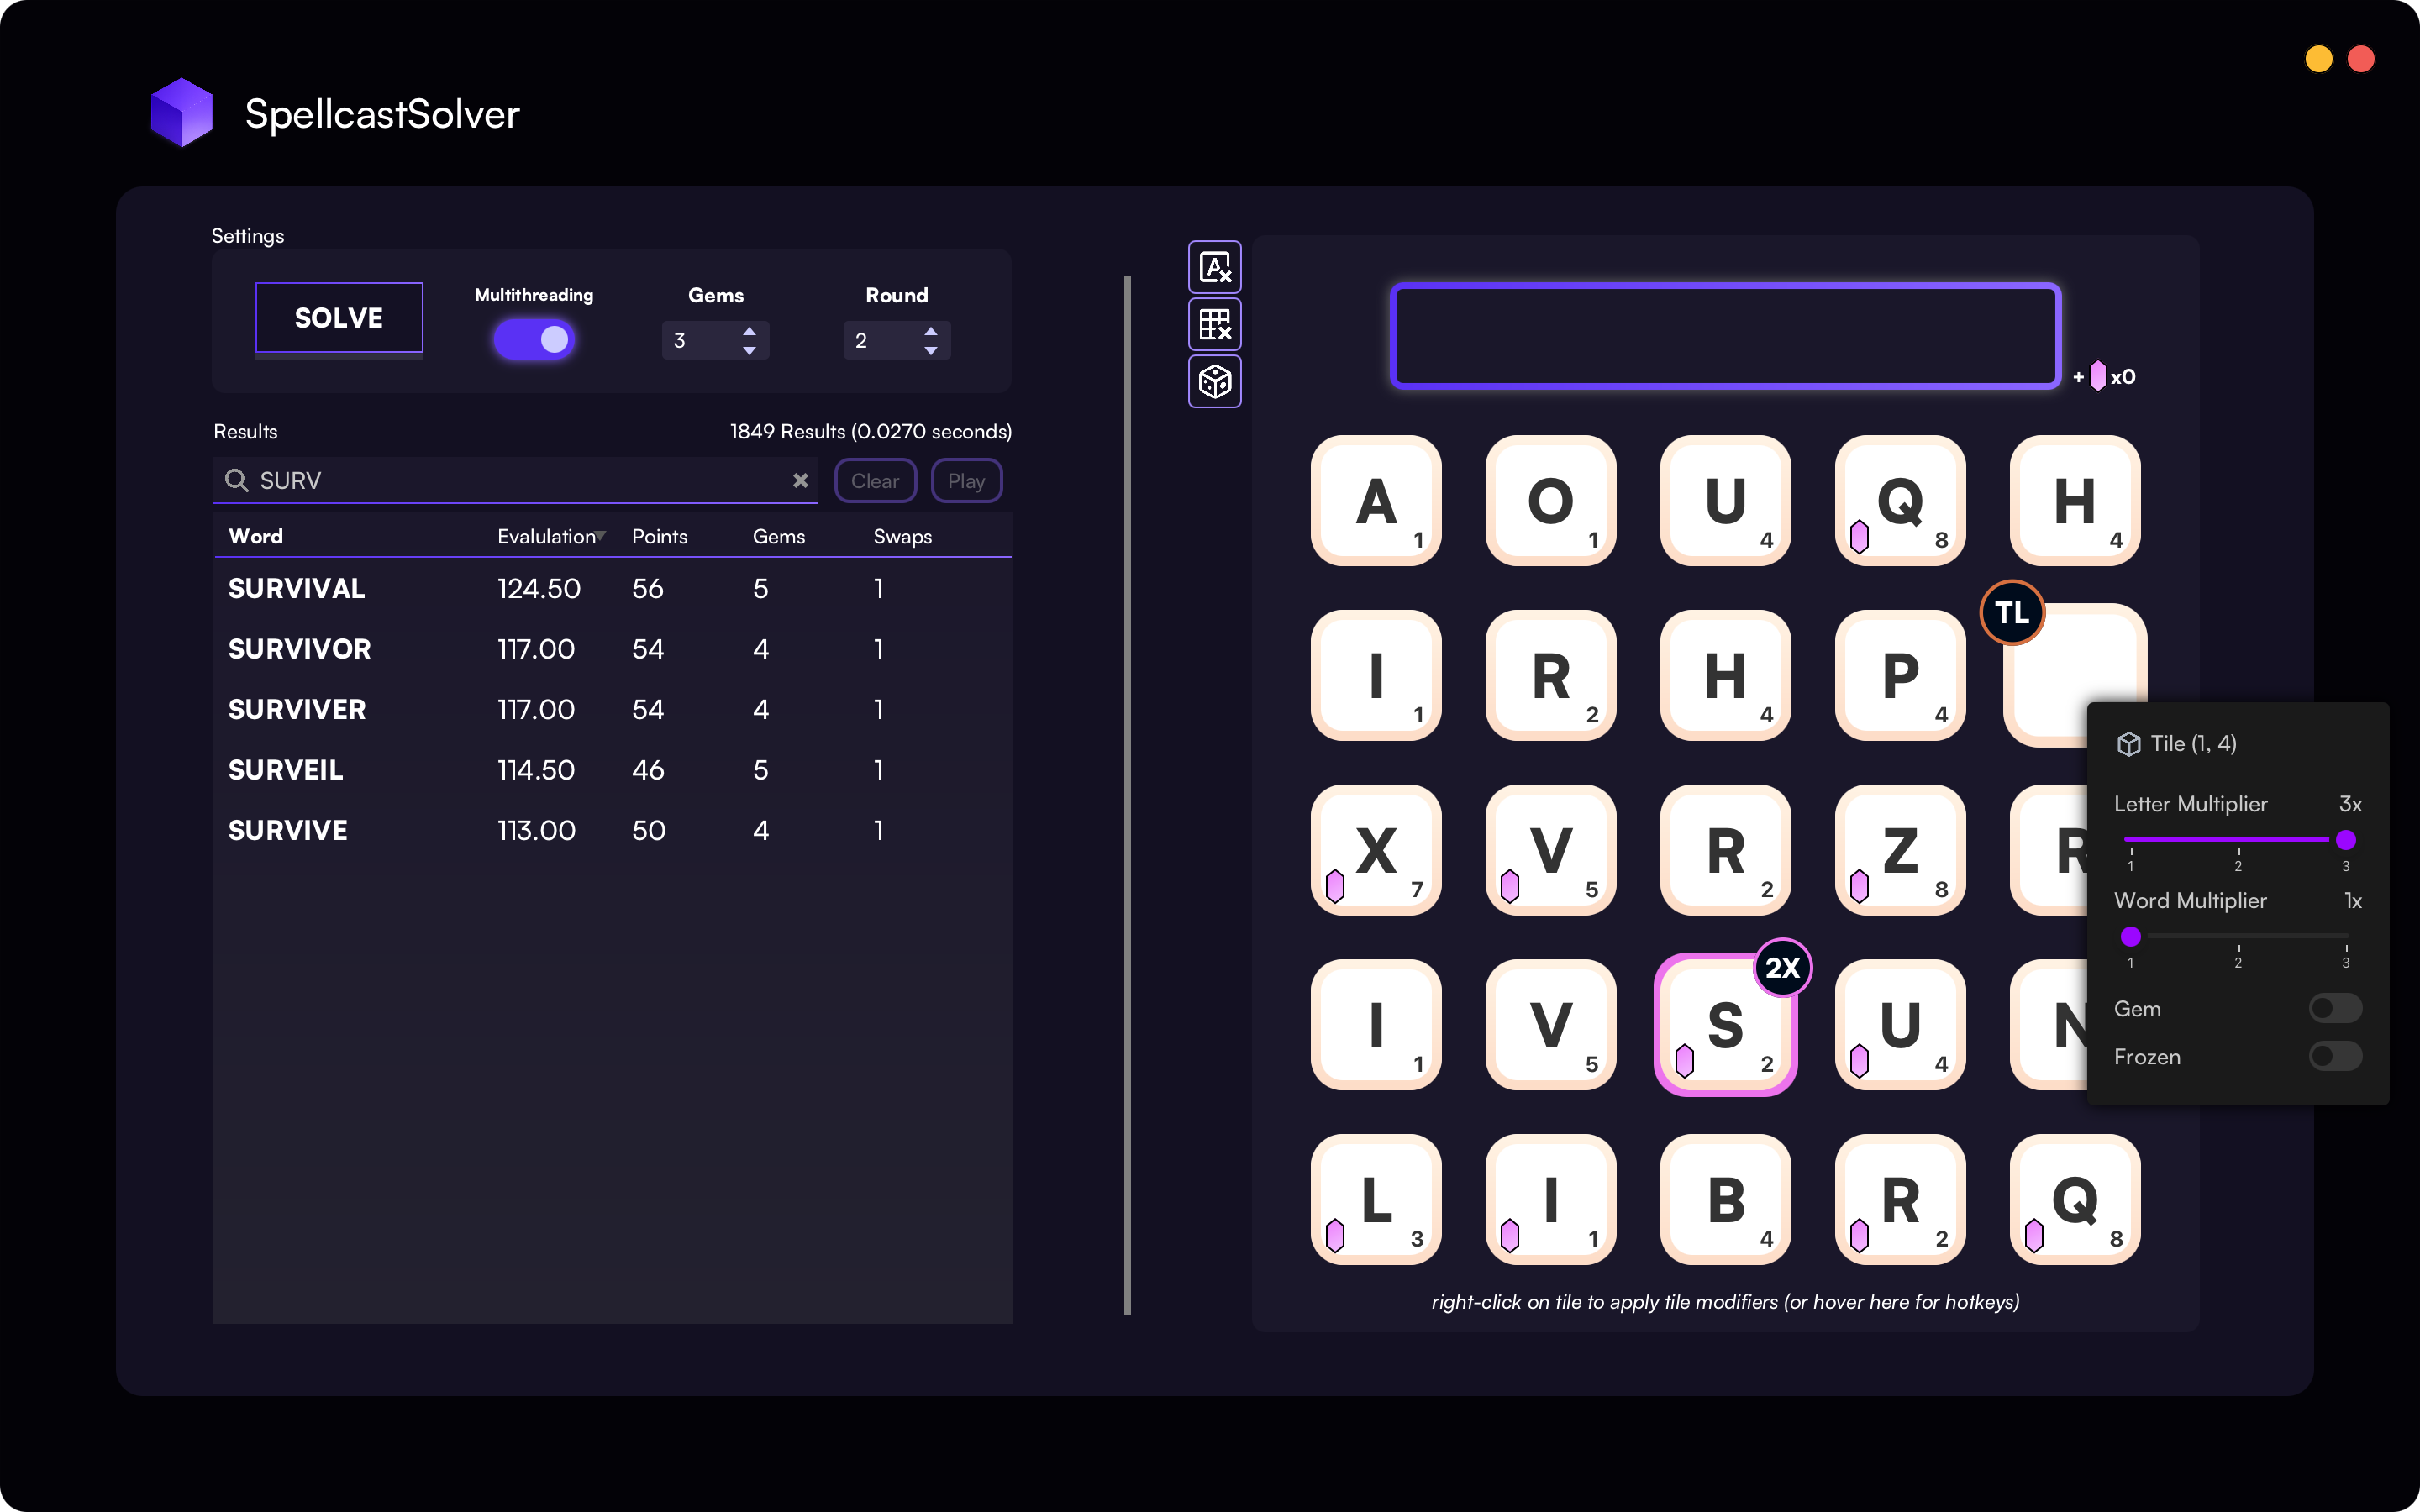 SpellcastSolver
Settings
SOLVE
Multithreading
Gems
3
Round
2
Results
1849 Results (0.0270 seconds)
SURV
Clear
Play
Word Evalulation Points Gems Swaps
SURVIVAL 124.50 56 5 1
SURVIVOR 117.00 54 4 1
SURVIVER 117.00 54 4 1
SURVEIL 114.50 46 5 1
SURVIVE 113.00 50 4 1
+ x0
A 1 O 1 U 4 Q 8 H 4
TL
I 1 R 2 H 4 P 4
X 7 V 5 R 2 Z 8 R
2X
I 1 V 5 S 2 U 4 N
L 3 I 1 B 4 R 2 Q 8
right-click on tile to apply tile modifiers (or hover here for hotkeys)
Tile (1, 4)
Letter Multiplier 3x
1 2 3
Word Multiplier 1x
1 2 3
Gem
Frozen